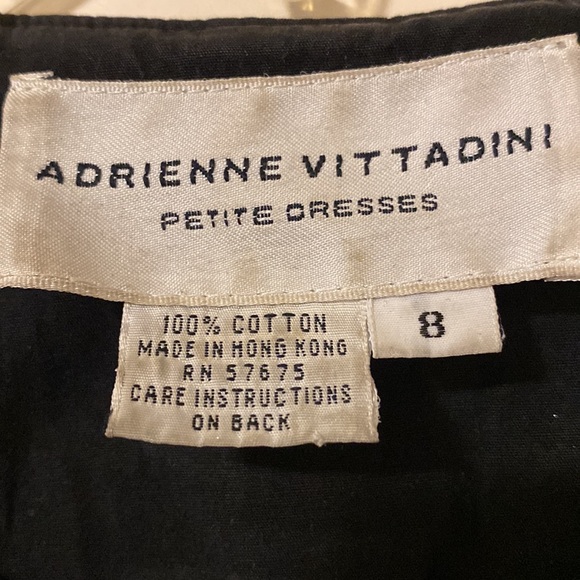 ADRIENNE VITTADINI
PETITE DRESSES
100% COTTON
MADE IN HONG KONG
RN 57675
CARE INSTRUCTIONS
ON BACK
8